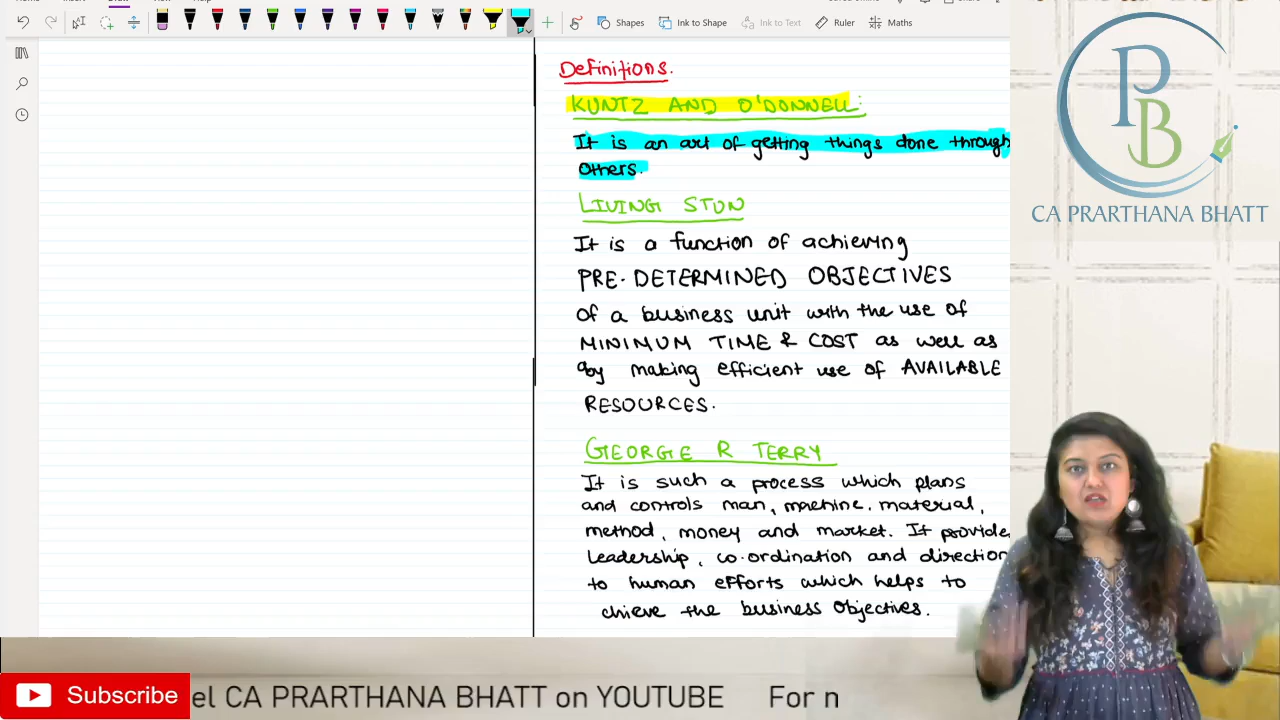 Shapes
Ink to Shape
Ink to Text
Ruler
Maths
Definitions.
KUNTZ AND O'DONNELL:
It is an art of getting things done through
others.
LIVING STON
It is a function of achieving
PRE-DETERMINED OBJECTIVES
of a business unit with the use of
MINIMUM TIME & COST as well as
by making efficient use of AVAILABLE
RESOURCES.
GEORGE R TERRY
It is such a process which plans
and controls man, machine, material,
method, money and market. It provide
leadership, co-ordination and direction
to human efforts which helps to
chieve the business objectives.
PB
CA PRARTHANA BHATT
Subscribe
el CA PRARTHANA BHATT on YOUTUBE For n